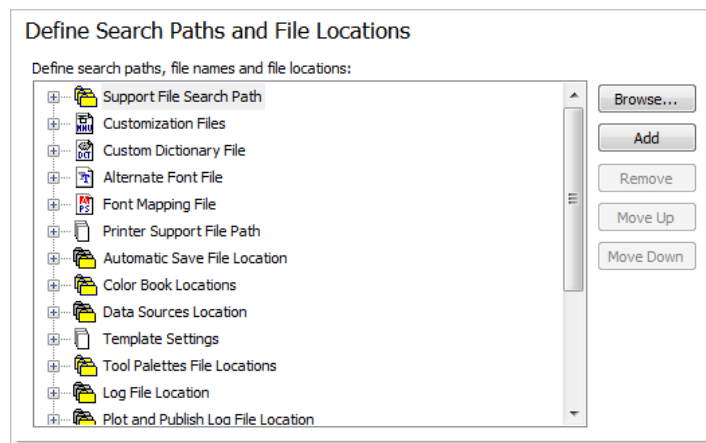 Define Search Paths and File Locations
Define search paths, file names and file locations:
Support File Search Path
Customization Files
Custom Dictionary File
Alternate Font File
Font Mapping File
Printer Support File Path
Automatic Save File Location
Color Book Locations
Data Sources Location
Template Settings
Tool Palettes File Locations
Log File Location
Plot and Publish Log File Location
Browse...
Add
Remove
Move Up
Move Down